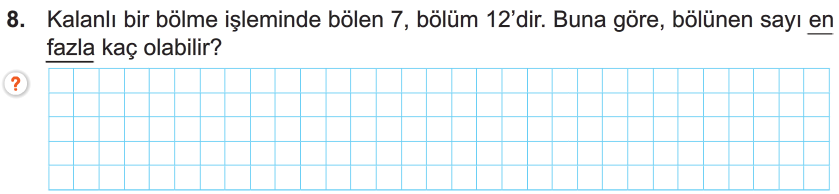 8. Kalanlı bir bölme işleminde bölen 7, bölüm 12’dir. Buna göre, bölünen sayı en
fazla kaç olabilir?
?